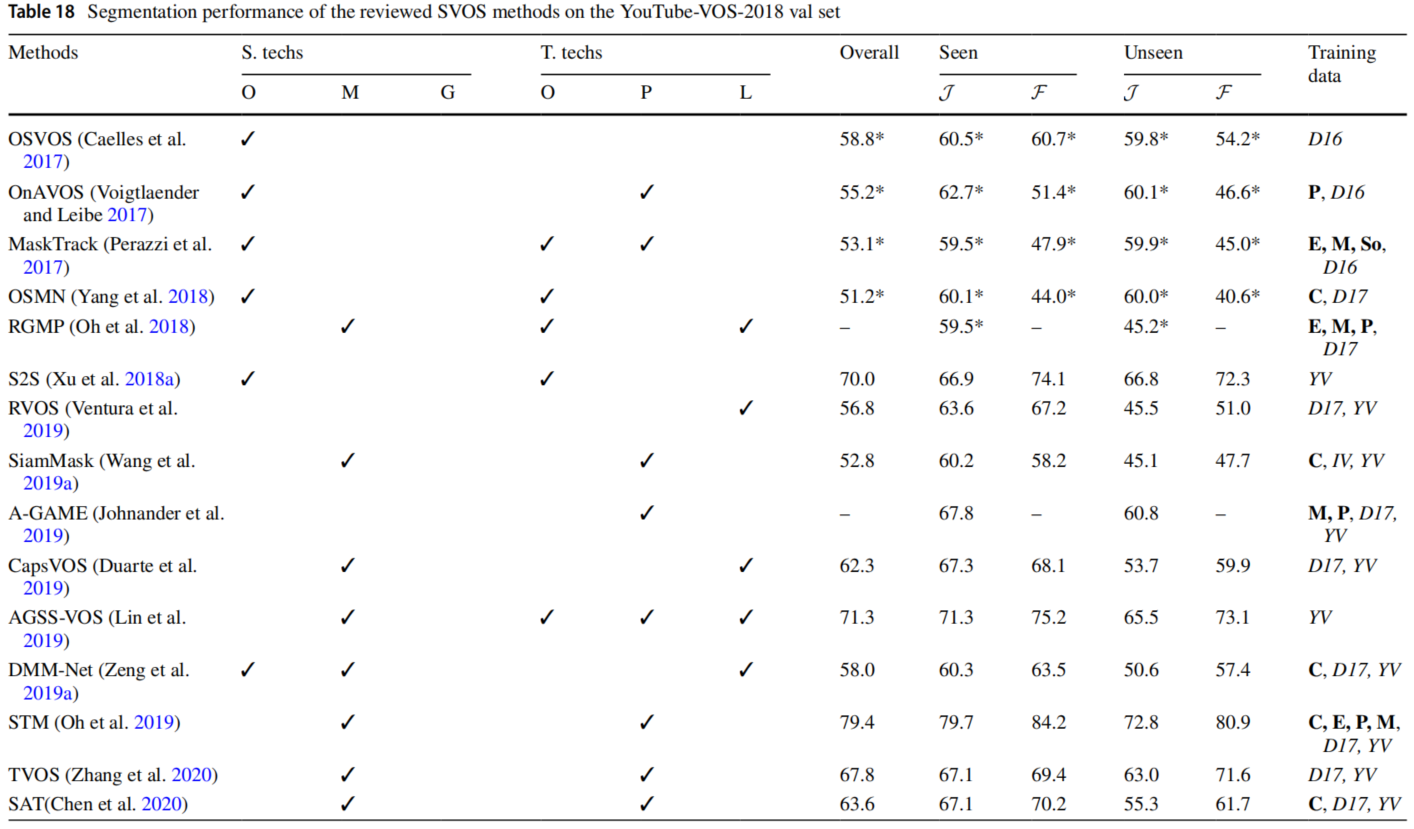 Table 18 Segmentation performance of the reviewed SVOS methods on the YouTube-VOS-2018 val set
Methods S. techs T. techs Overall Seen Unseen Training
data
O M G O P L 𝒥 ℱ 𝒥 ℱ
OSVOS (Caelles et al. ✓ 58.8* 60.5* 60.7* 59.8* 54.2* D16
2017)
OnAVOS (Voigtlaender ✓ ✓ 55.2* 62.7* 51.4* 60.1* 46.6* P, D16
and Leibe 2017)
MaskTrack (Perazzi et al. ✓ ✓ ✓ 53.1* 59.5* 47.9* 59.9* 45.0* E, M, So,
2017) D16
OSMN (Yang et al. 2018) ✓ ✓ 51.2* 60.1* 44.0* 60.0* 40.6* C, D17
RGMP (Oh et al. 2018) ✓ ✓ ✓ – 59.5* – 45.2* – E, M, P,
D17
S2S (Xu et al. 2018a) ✓ ✓ 70.0 66.9 74.1 66.8 72.3 YV
RVOS (Ventura et al. ✓ 56.8 63.6 67.2 45.5 51.0 D17, YV
2019)
SiamMask (Wang et al. ✓ ✓ 52.8 60.2 58.2 45.1 47.7 C, IV, YV
2019a)
A-GAME (Johnander et al. ✓ – 67.8 – 60.8 – M, P, D17,
2019) YV
CapsVOS (Duarte et al. ✓ ✓ 62.3 67.3 68.1 53.7 59.9 D17, YV
2019)
AGSS-VOS (Lin et al. ✓ ✓ ✓ ✓ 71.3 71.3 75.2 65.5 73.1 YV
2019)
DMM-Net (Zeng et al. ✓ ✓ ✓ 58.0 60.3 63.5 50.6 57.4 C, D17, YV
2019a)
STM (Oh et al. 2019) ✓ ✓ 79.4 79.7 84.2 72.8 80.9 C, E, P, M,
D17, YV
TVOS (Zhang et al. 2020) ✓ ✓ 67.8 67.1 69.4 63.0 71.6 D17, YV
SAT(Chen et al. 2020) ✓ ✓ 63.6 67.1 70.2 55.3 61.7 C, D17, YV